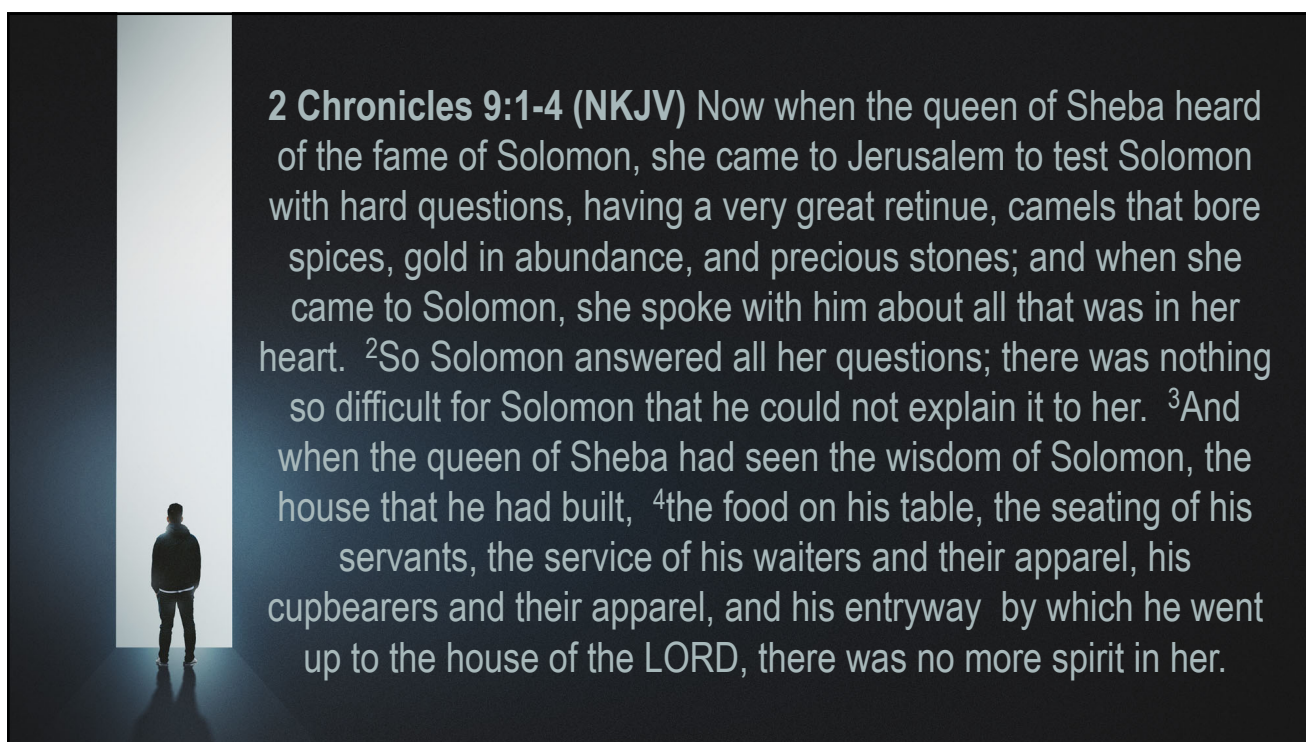 2 Chronicles 9:1-4 (NKJV) Now when the queen of Sheba heard
of the fame of Solomon, she came to Jerusalem to test Solomon
with hard questions, having a very great retinue, camels that bore
spices, gold in abundance, and precious stones; and when she
came to Solomon, she spoke with him about all that was in her
heart. ²So Solomon answered all her questions; there was nothing
so difficult for Solomon that he could not explain it to her. ³And
when the queen of Sheba had seen the wisdom of Solomon, the
house that he had built, ⁴the food on his table, the seating of his
servants, the service of his waiters and their apparel, his
cupbearers and their apparel, and his entryway by which he went
up to the house of the LORD, there was no more spirit in her.